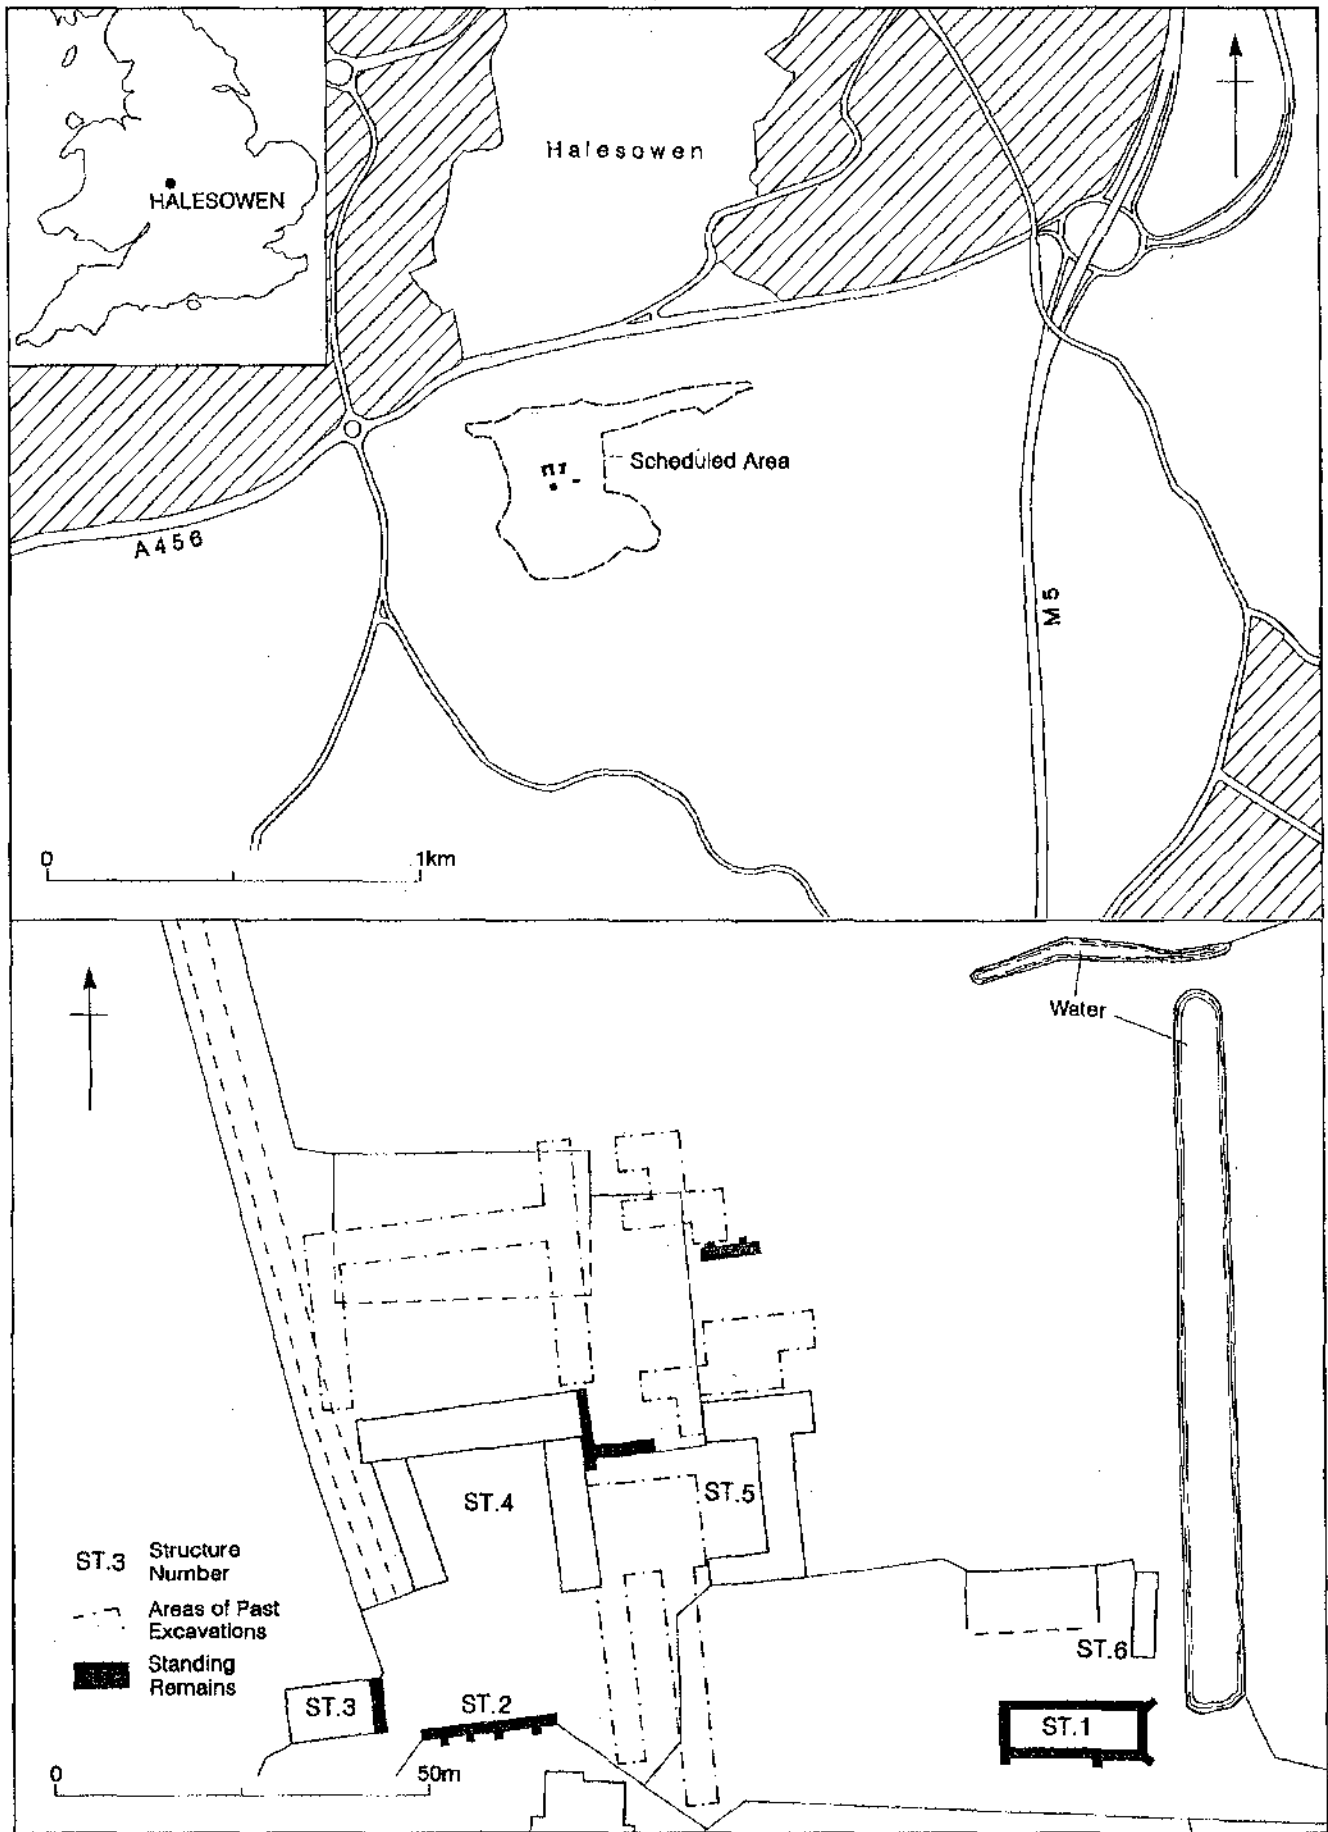 HALESOWEN
Halesowen
Scheduled Area
A456
M5
0 1km
Water
ST.4
ST.5
ST.3 Structure
Number
Areas of Past
Excavations
Standing
Remains
ST.6
ST.3
ST.2
ST.1
0 50m